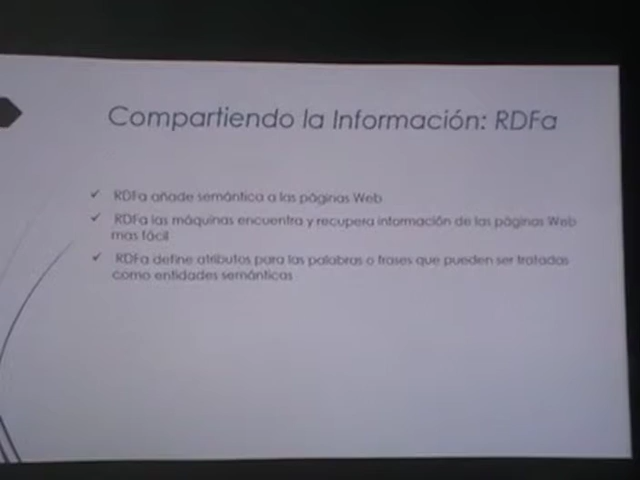 Compartiendo la Información: RDFa
✓ RDFa añade semántica a las páginas Web
✓ RDFa las máquinas encuentra y recupera información de las páginas Web
mas fácil
✓ RDFa define atributos para las palabras o frases que pueden ser tratadas
como entidades semánticas